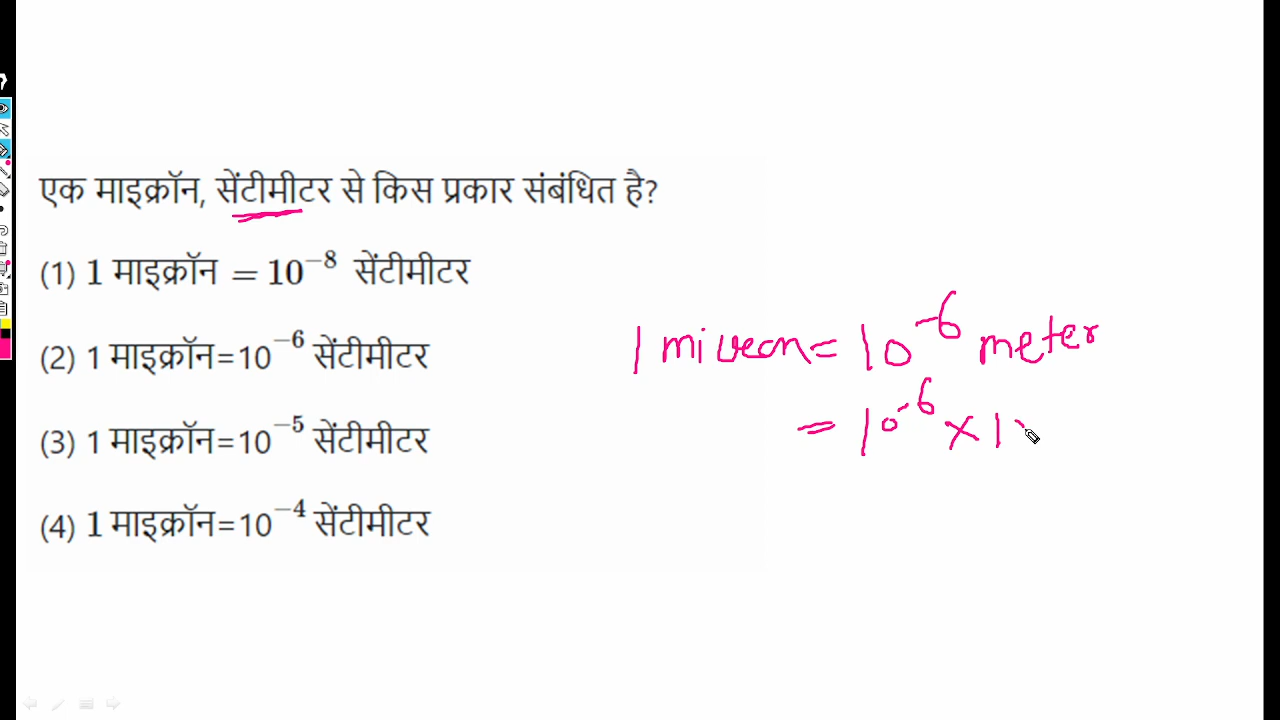 एक माइक्रॉन, सेंटीमीटर से किस प्रकार संबंधित है?
(1) 1 माइक्रॉन = 10⁻⁸ सेंटीमीटर
(2) 1 माइक्रॉन=10⁻⁶ सेंटीमीटर
(3) 1 माइक्रॉन=10⁻⁵ सेंटीमीटर
(4) 1 माइक्रॉन=10⁻⁴ सेंटीमीटर
1 micron = 10⁻⁶ meter
= 10⁻⁶ × 1